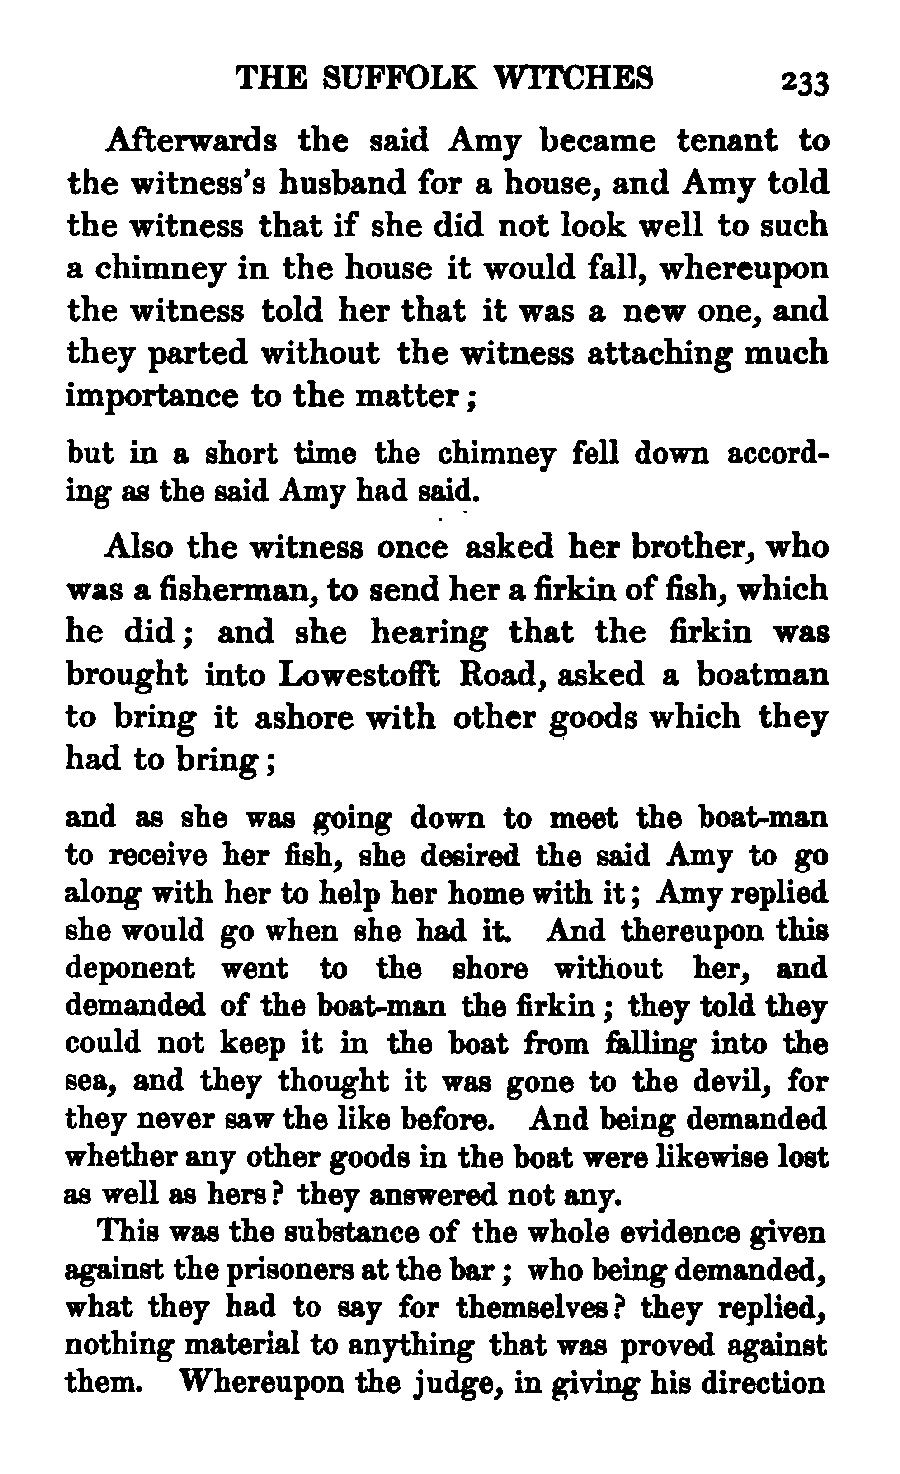 THE SUFFOLK WITCHES 233
Afterwards the said Amy became tenant to
the witness's husband for a house, and Amy told
the witness that if she did not look well to such
a chimney in the house it would fall, whereupon
the witness told her that it was a new one, and
they parted without the witness attaching much
importance to the matter;
but in a short time the chimney fell down accord-
ing as the said Amy had said.
Also the witness once asked her brother, who
was a fisherman, to send her a firkin of fish, which
he did; and she hearing that the firkin was
brought into Lowestofft Road, asked a boatman
to bring it ashore with other goods which they
had to bring;
and as she was going down to meet the boat-man
to receive her fish, she desired the said Amy to go
along with her to help her home with it; Amy replied
she would go when she had it. And thereupon this
deponent went to the shore without her, and
demanded of the boat-man the firkin; they told they
could not keep it in the boat from falling into the
sea, and they thought it was gone to the devil, for
they never saw the like before. And being demanded
whether any other goods in the boat were likewise lost
as well as hers? they answered not any.
This was the substance of the whole evidence given
against the prisoners at the bar; who being demanded,
what they had to say for themselves? they replied,
nothing material to anything that was proved against
them. Whereupon the judge, in giving his direction